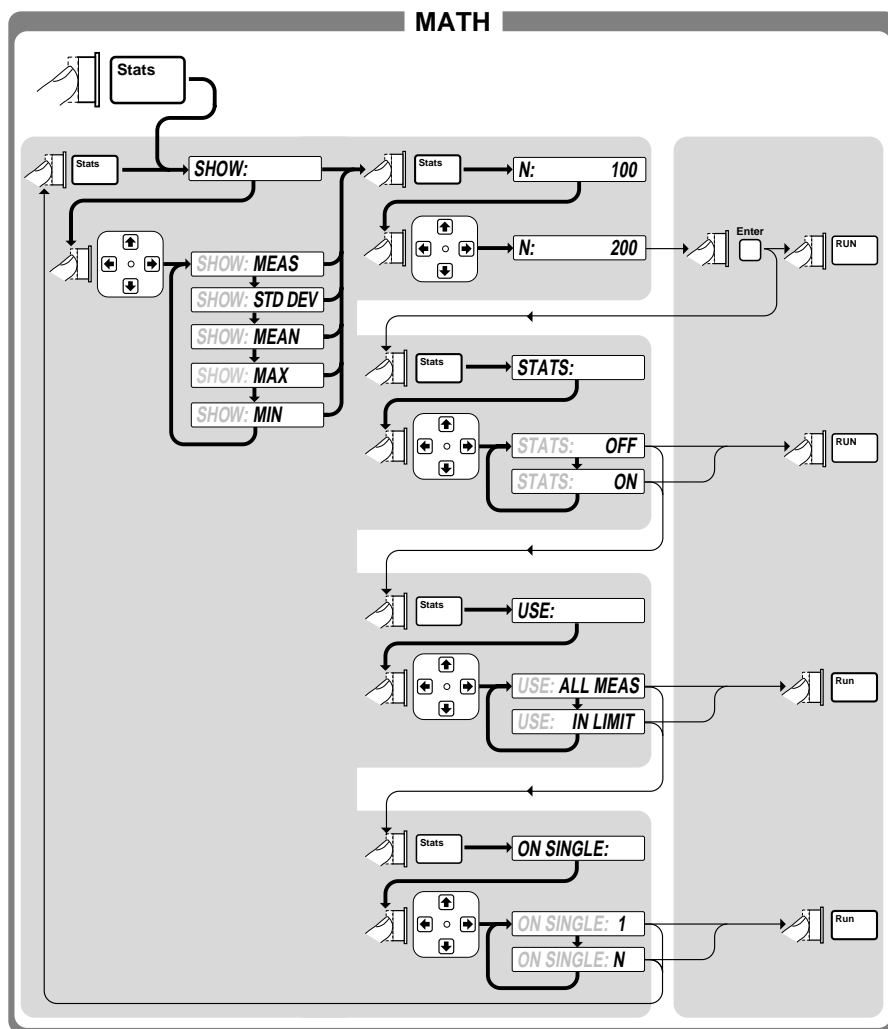 MATH
Stats
Stats
SHOW:
Stats
N: 100
SHOW: MEAS
SHOW: STD DEV
SHOW: MEAN
SHOW: MAX
SHOW: MIN
N: 200
Enter
RUN
Stats
STATS:
STATS: OFF
STATS: ON
RUN
Stats
USE:
USE: ALL MEAS
USE: IN LIMIT
Run
Stats
ON SINGLE:
ON SINGLE: 1
ON SINGLE: N
Run